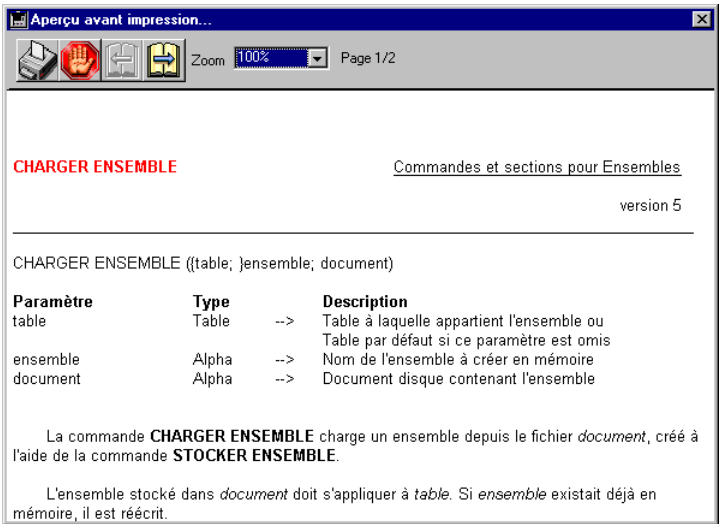 Aperçu avant impression...
Zoom 100% Page 1/2
CHARGER ENSEMBLE Commandes et sections pour Ensembles
version 5
CHARGER ENSEMBLE ({table; }ensemble; document)
Paramètre Type Description
table Table --> Table à laquelle appartient l'ensemble ou
Table par défaut si ce paramètre est omis
ensemble Alpha --> Nom de l'ensemble à créer en mémoire
document Alpha --> Document disque contenant l'ensemble
La commande CHARGER ENSEMBLE charge un ensemble depuis le fichier document, créé à
l'aide de la commande STOCKER ENSEMBLE.
L'ensemble stocké dans document doit s'appliquer à table. Si ensemble existait déjà en
mémoire, il est réécrit.